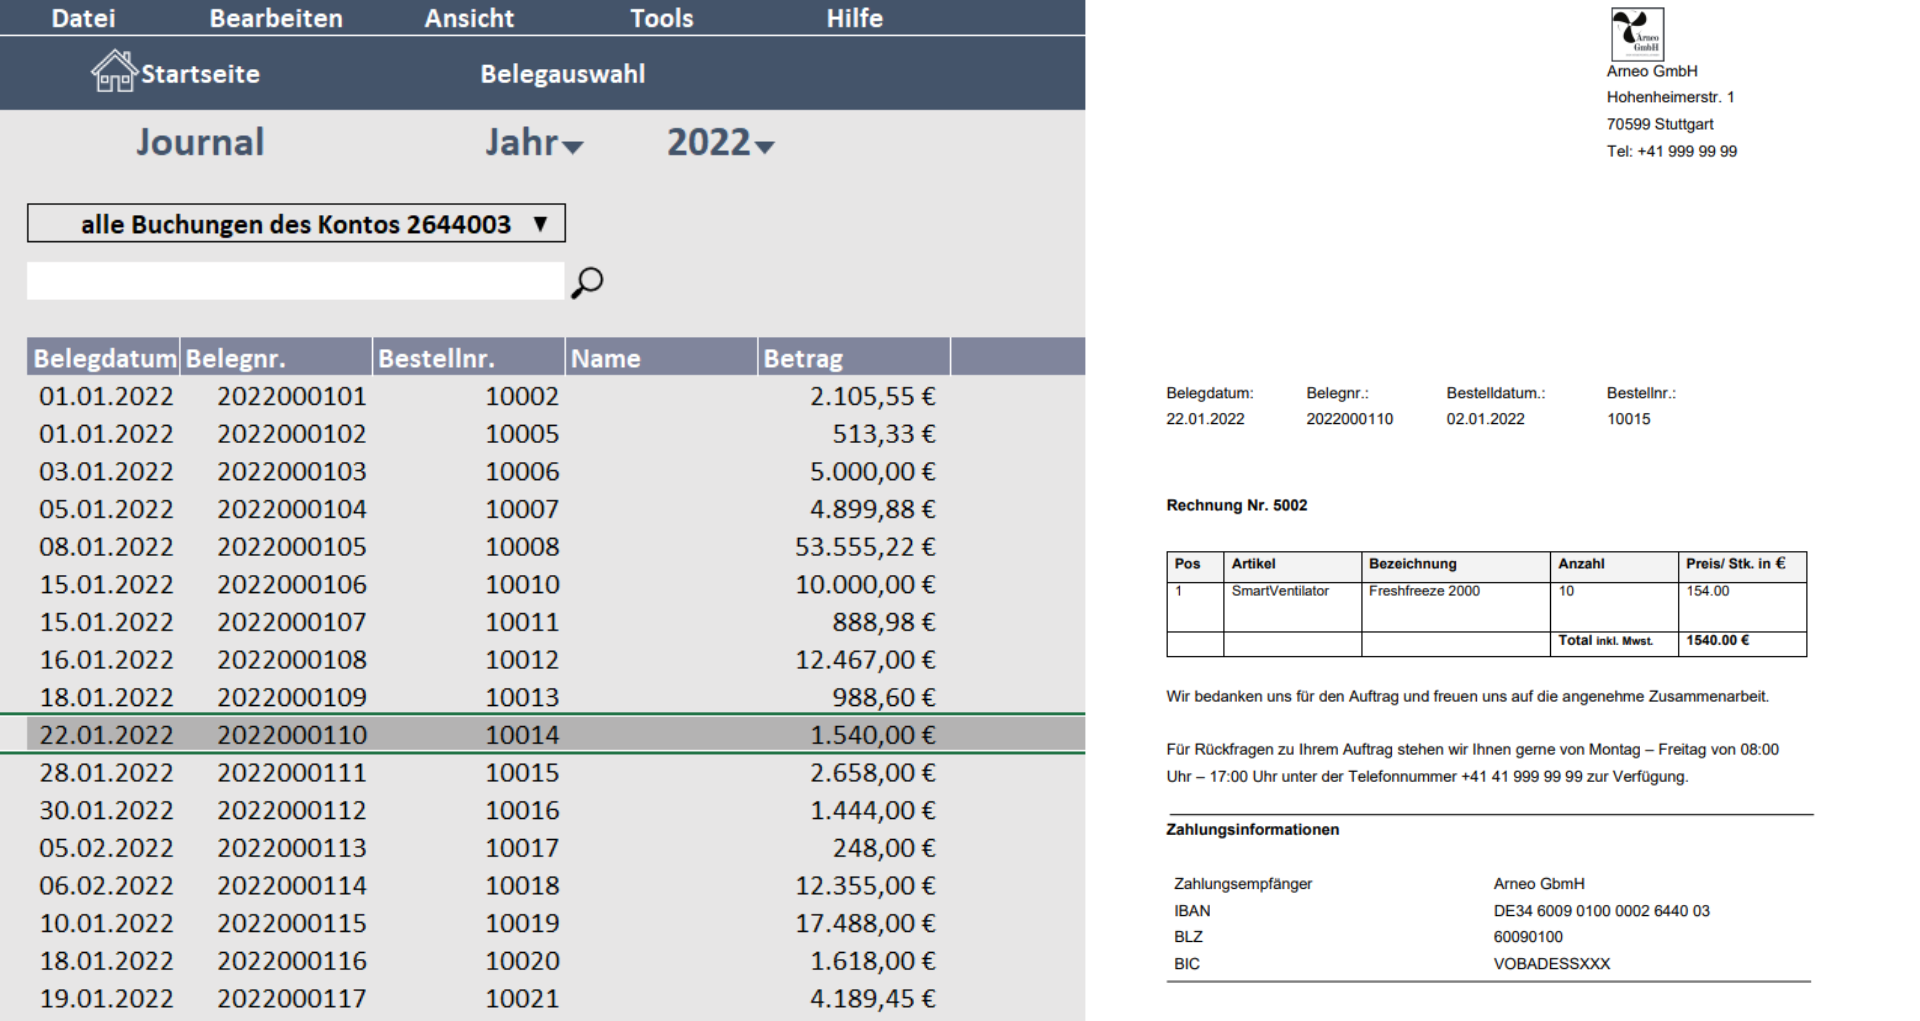 Datei Bearbeiten Ansicht Tools Hilfe
Startseite Belegauswahl
Journal Jahr 2022
alle Buchungen des Kontos 2644003
Belegdatum Belegnr. Bestellnr. Name Betrag
01.01.2022 2022000101 10002 2.105,55 €
01.01.2022 2022000102 10005 513,33 €
03.01.2022 2022000103 10006 5.000,00 €
05.01.2022 2022000104 10007 4.899,88 €
08.01.2022 2022000105 10008 53.555,22 €
15.01.2022 2022000106 10010 10.000,00 €
15.01.2022 2022000107 10011 888,98 €
16.01.2022 2022000108 10012 12.467,00 €
18.01.2022 2022000109 10013 988,60 €
22.01.2022 2022000110 10014 1.540,00 €
28.01.2022 2022000111 10015 2.658,00 €
30.01.2022 2022000112 10016 1.444,00 €
05.02.2022 2022000113 10017 248,00 €
06.02.2022 2022000114 10018 12.355,00 €
10.01.2022 2022000115 10019 17.488,00 €
18.01.2022 2022000116 10020 1.618,00 €
19.01.2022 2022000117 10021 4.189,45 €
Arneo
GmbH
Arneo GmbH
Hohenheimerstr. 1
70599 Stuttgart
Tel: +41 999 99 99
Belegdatum: Belegnr.: Bestelldatum.: Bestellnr.:
22.01.2022 2022000110 02.01.2022 10015
Rechnung Nr. 5002
Pos Artikel Bezeichnung Anzahl Preis/ Stk. in €
1 SmartVentilator Freshfreeze 2000 10 154.00
Total inkl. Mwst. 1540.00 €
Wir bedanken uns für den Auftrag und freuen uns auf die angenehme Zusammenarbeit.
Für Rückfragen zu Ihrem Auftrag stehen wir Ihnen gerne von Montag – Freitag von 08:00
Uhr – 17:00 Uhr unter der Telefonnummer +41 41 999 99 99 zur Verfügung.
Zahlungsinformationen
Zahlungsempfänger Arneo GbmH
IBAN DE34 6009 0100 0002 6440 03
BLZ 60090100
BIC VOBADESSXXX